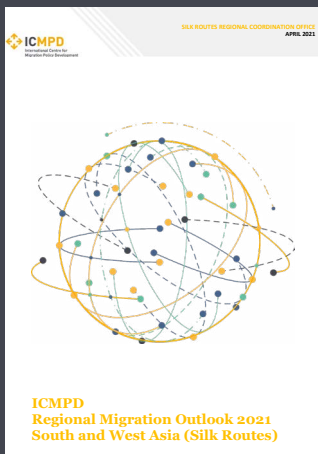 SILK ROUTES REGIONAL COORDINATION OFFICE
APRIL 2021
ICMPD
International Centre for
Migration Policy Development
ICMPD
Regional Migration Outlook 2021
South and West Asia (Silk Routes)